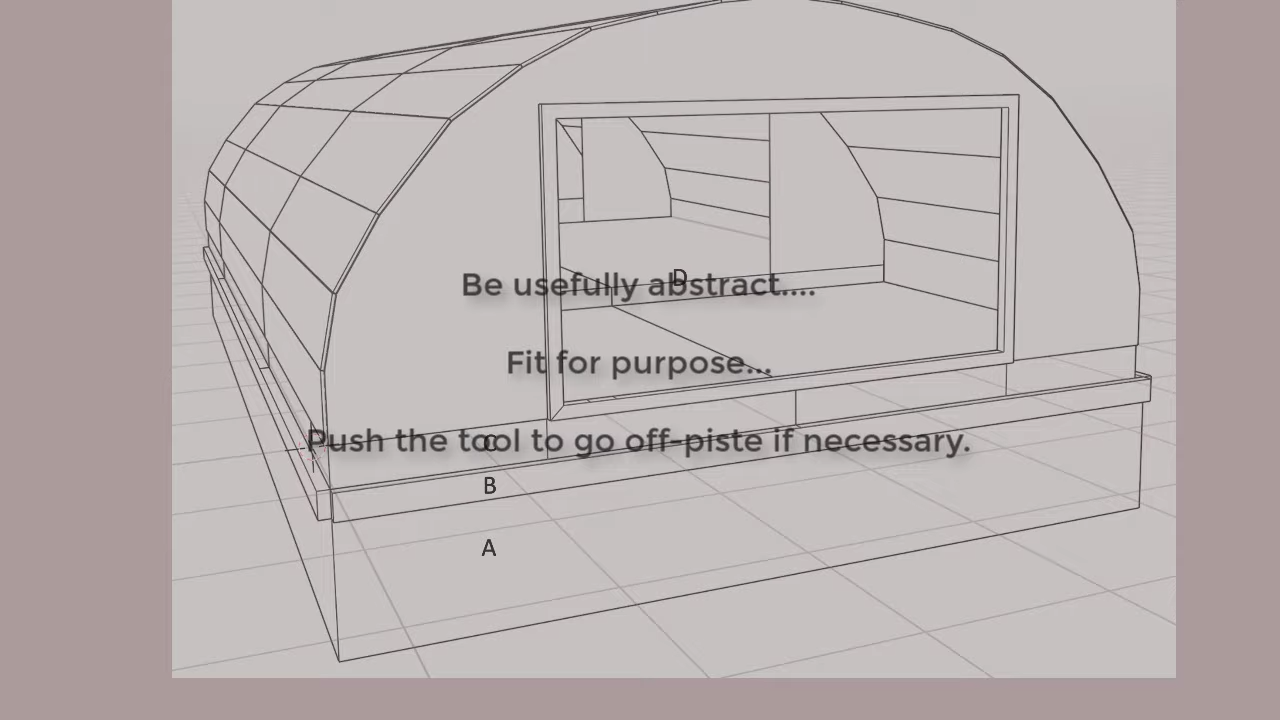 D
Be usefully abstract....
Fit for purpose...
Push the tool to go off-piste if necessary.
C
B
A